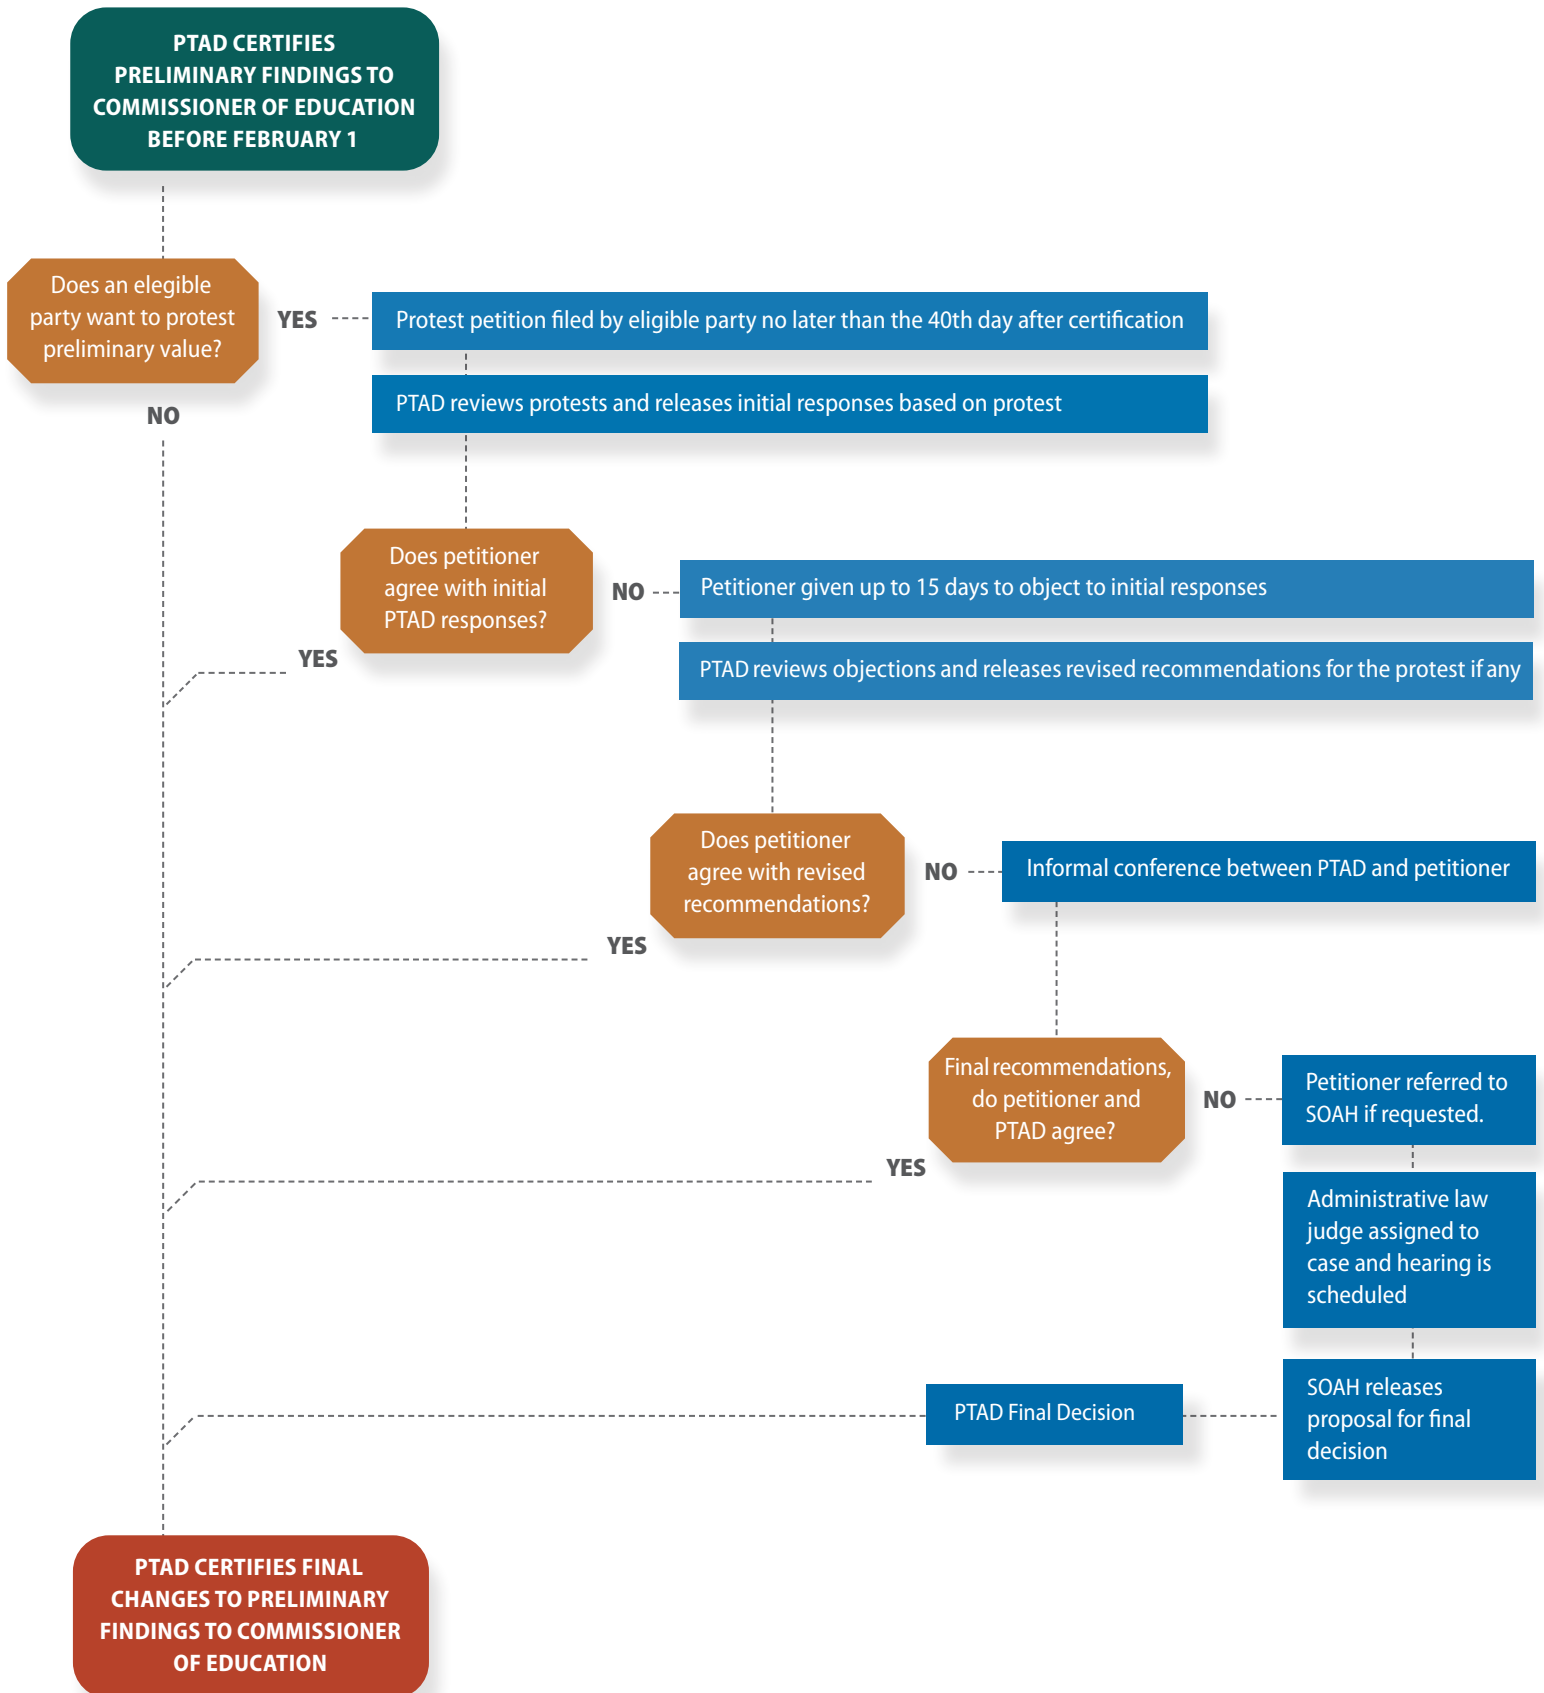 PTAD CERTIFIES
PRELIMINARY FINDINGS TO
COMMISSIONER OF EDUCATION
BEFORE FEBRUARY 1
Does an elegible
party want to protest
preliminary value?
YES
Protest petition filed by eligible party no later than the 40th day after certification
PTAD reviews protests and releases initial responses based on protest
NO
Does petitioner
agree with initial
PTAD responses?
NO
Petitioner given up to 15 days to object to initial responses
PTAD reviews objections and releases revised recommendations for the protest if any
YES
Does petitioner
agree with revised
recommendations?
NO
Informal conference between PTAD and petitioner
YES
Final recommendations,
do petitioner and
PTAD agree?
NO
Petitioner referred to
SOAH if requested.
YES
Administrative law
judge assigned to
case and hearing is
scheduled
SOAH releases
proposal for final
decision
PTAD Final Decision
PTAD CERTIFIES FINAL
CHANGES TO PRELIMINARY
FINDINGS TO COMMISSIONER
OF EDUCATION